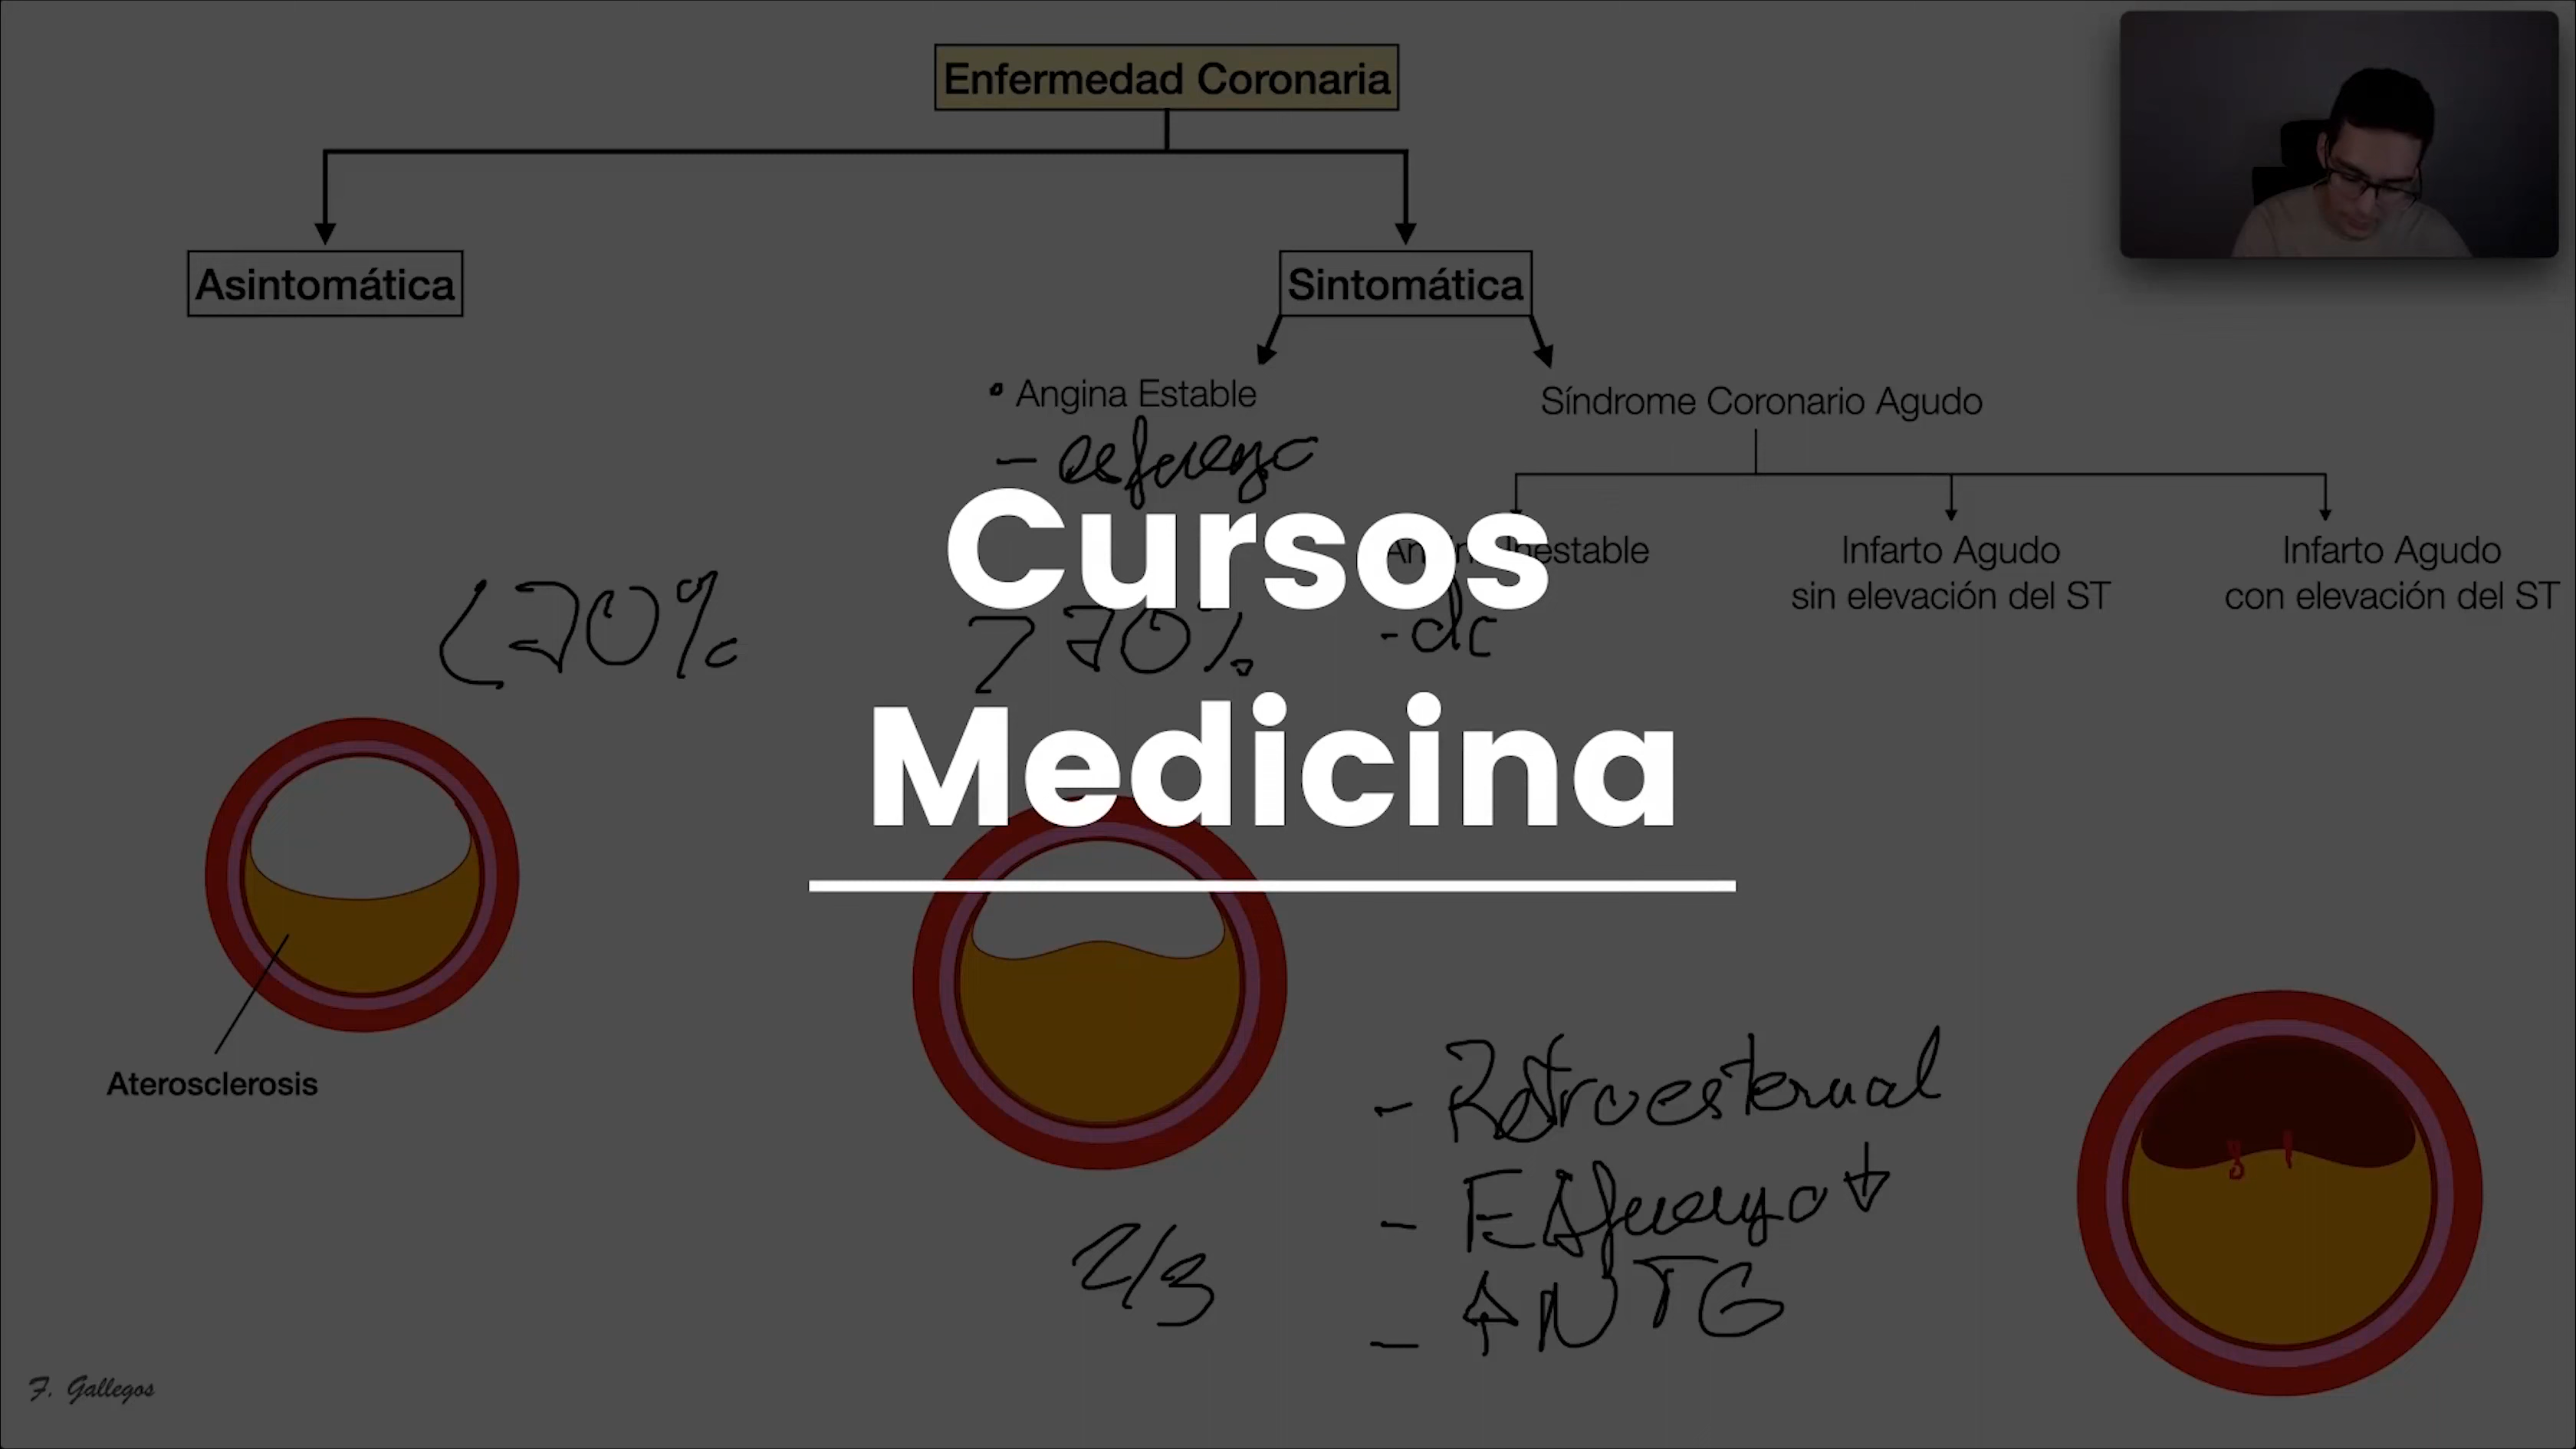 Enfermedad Coronaria
Asintomática
Sintomática
Angina Estable
Síndrome Coronario Agudo
- esfuerzo
Cursos
Medicina
Inestable
Infarto Agudo
sin elevación del ST
Infarto Agudo
con elevación del ST
<70%
>70%
Aterosclerosis
- Retroesternal
- Esfuerzo ↓
- ↑ NTG
2/3
F. Gallegos